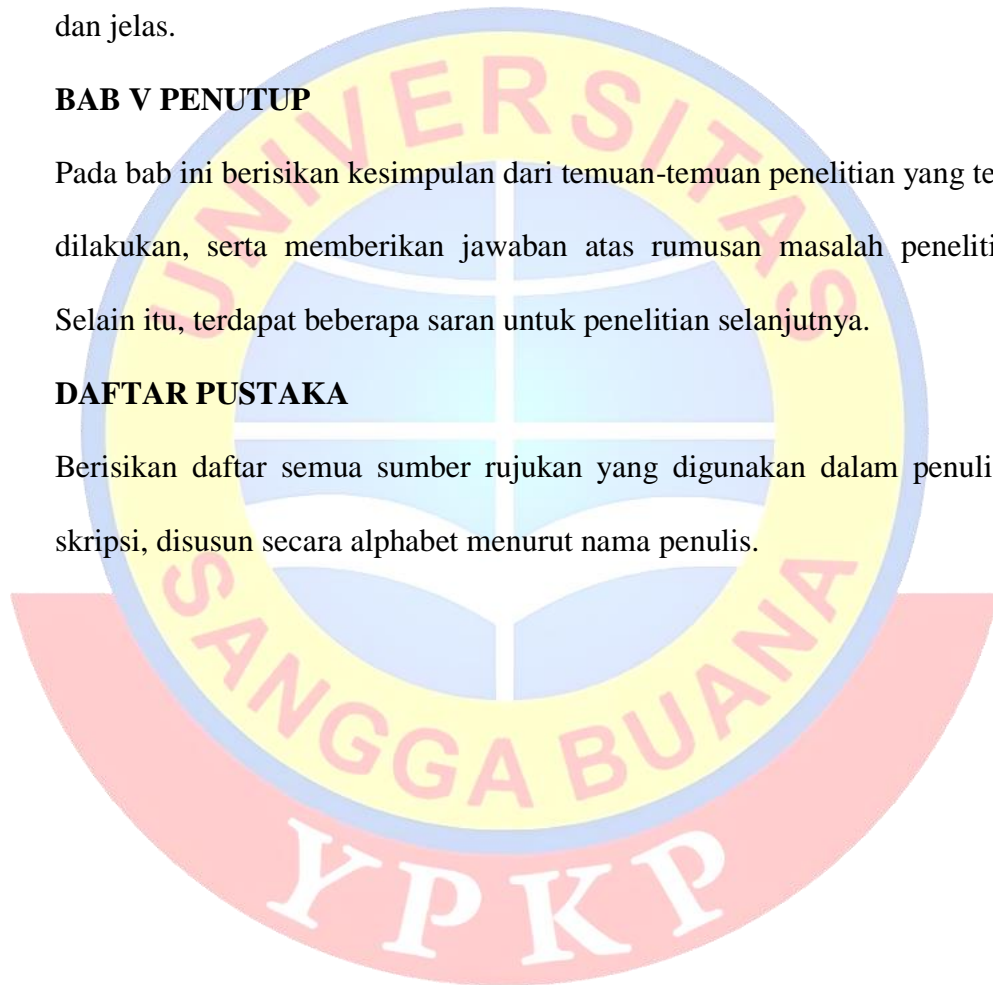 dan jelas.
BAB V PENUTUP
Pada bab ini berisikan kesimpulan dari temuan-temuan penelitian yang te
dilakukan, serta memberikan jawaban atas rumusan masalah peneliti
Selain itu, terdapat beberapa saran untuk penelitian selanjutnya.
DAFTAR PUSTAKA
Berisikan daftar semua sumber rujukan yang digunakan dalam penuli
skripsi, disusun secara alphabet menurut nama penulis.
UNIVERSITAS
SANGGA BUANA
YPKP